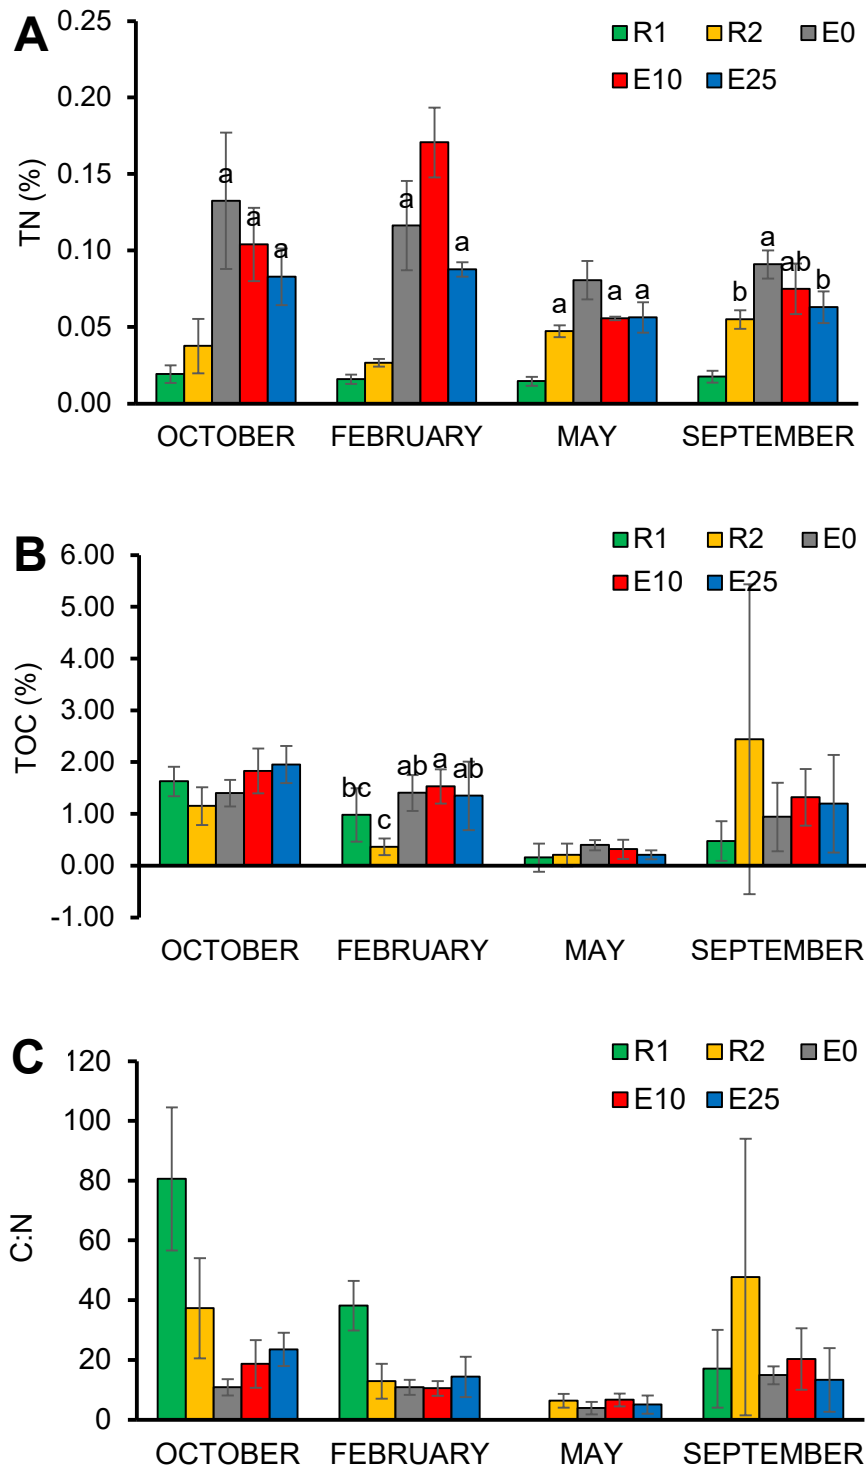 A
0.25
R1 R2 E0
0.20
E10 E25
0.15
TN (%)
a a a a a a a a b a ab b
0.10
0.05
0.00
OCTOBER FEBRUARY MAY SEPTEMBER
B
6.00
R1 R2 E0
5.00
E10 E25
4.00
TOC (%)
3.00
2.00
bc c ab a ab
1.00
0.00
-1.00
OCTOBER FEBRUARY MAY SEPTEMBER
C
120
R1 R2 E0
100
E10 E25
80
C:N
60
40
20
0
OCTOBER FEBRUARY MAY SEPTEMBER